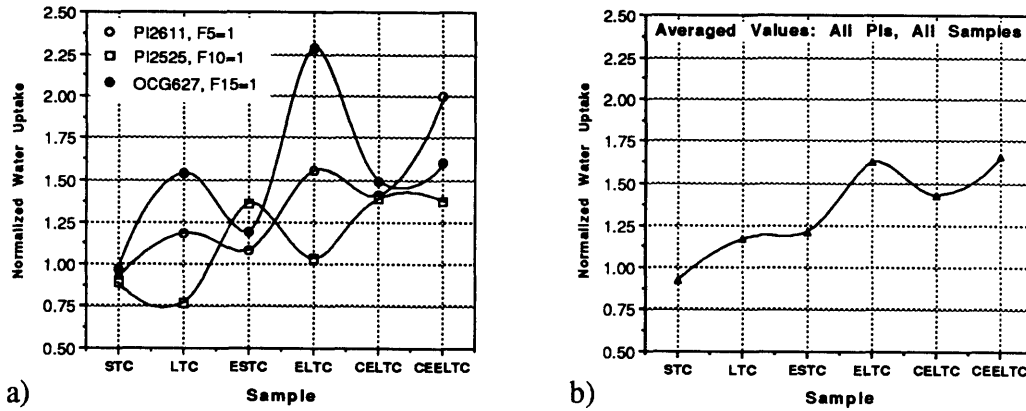 2.50
2.25
2.00
1.75
1.50
1.25
1.00
0.75
0.50
Normalized Water Uptake
PI2611, F5=1
PI2525, F10=1
OCG627, F15=1
STC LTC ESTC ELTC CELTC CEELTC
Sample
a)
2.50
2.25
2.00
1.75
1.50
1.25
1.00
0.75
0.50
Normalized Water Uptake
Averaged Values: All PIs, All Samples
STC LTC ESTC ELTC CELTC CEELTC
Sample
b)